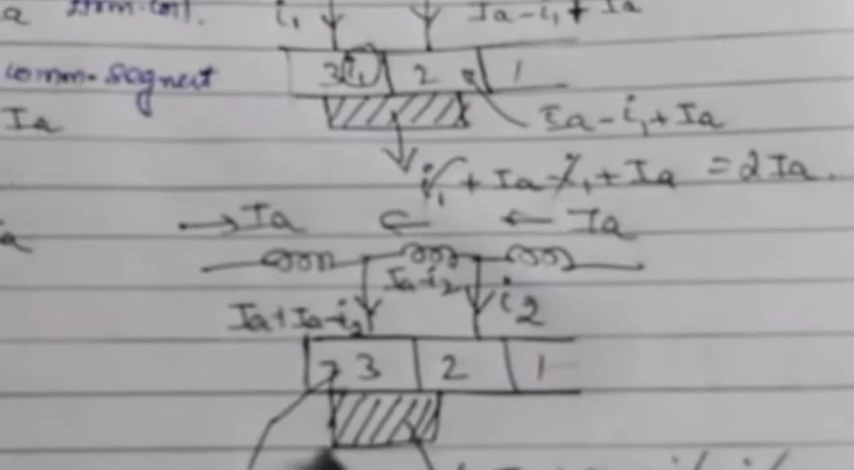 a
i₁ Ia-i₁+Ia
comm. segment
3 i₁ 2 1
Ia
Ia-i₁+Ia
i₁+Ia-i₁+Ia = 2Ia.
→Ia ← ←Ia
a
Ia-i₂
Ia+Ia-i₂ i₂
3 2 1